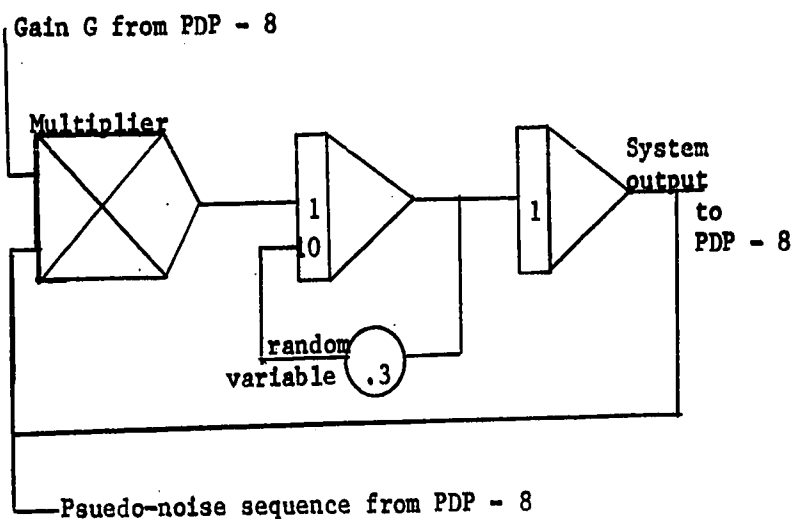 Gain G from PDP - 8
Multiplier
System
output
to
PDP - 8
1
10
1
random
variable
.3
Psuedo-noise sequence from PDP - 8